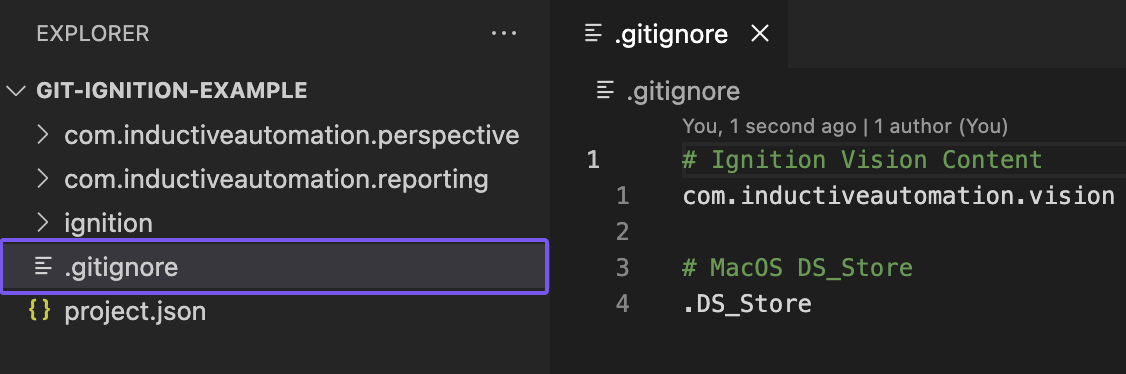 EXPLORER
...
GIT-IGNITION-EXAMPLE
com.inductiveautomation.perspective
com.inductiveautomation.reporting
ignition
.gitignore
{} project.json
.gitignore
.gitignore
You, 1 second ago | 1 author (You)
1 # Ignition Vision Content
1 com.inductiveautomation.vision
2
3 # MacOS DS_Store
4 .DS_Store